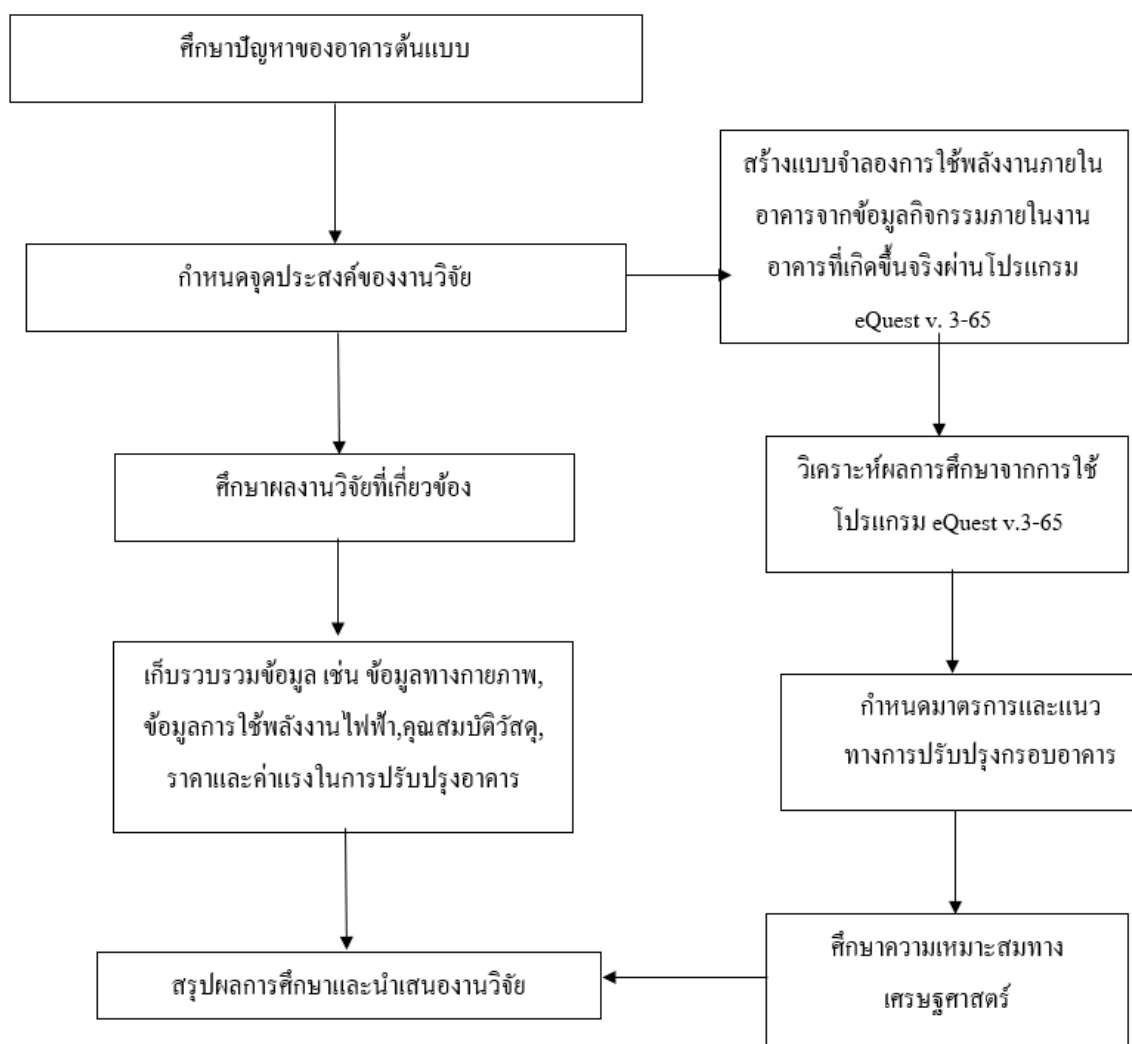 ศึกษาปัญหาของอาคารต้นแบบ
กำหนดจุดประสงค์ของงานวิจัย
ศึกษาผลงานวิจัยที่เกี่ยวข้อง
เก็บรวบรวมข้อมูล เช่น ข้อมูลทางกายภาพ,
ข้อมูลการใช้พลังงานไฟฟ้า,คุณสมบัติวัสดุ,
ราคาและค่าแรงในการปรับปรุงอาคาร
สรุปผลการศึกษาและนำเสนองานวิจัย
สร้างแบบจำลองการใช้พลังงานภายใน
อาคารจากข้อมูลกิจกรรมภายในงาน
อาคารที่เกิดขึ้นจริงผ่านโปรแกรม
eQuest v. 3-65
วิเคราะห์ผลการศึกษาจากการใช้
โปรแกรม eQuest v.3-65
กำหนดมาตรการและแนว
ทางการปรับปรุงกรอบอาคาร
ศึกษาความเหมาะสมทาง
เศรษฐศาสตร์